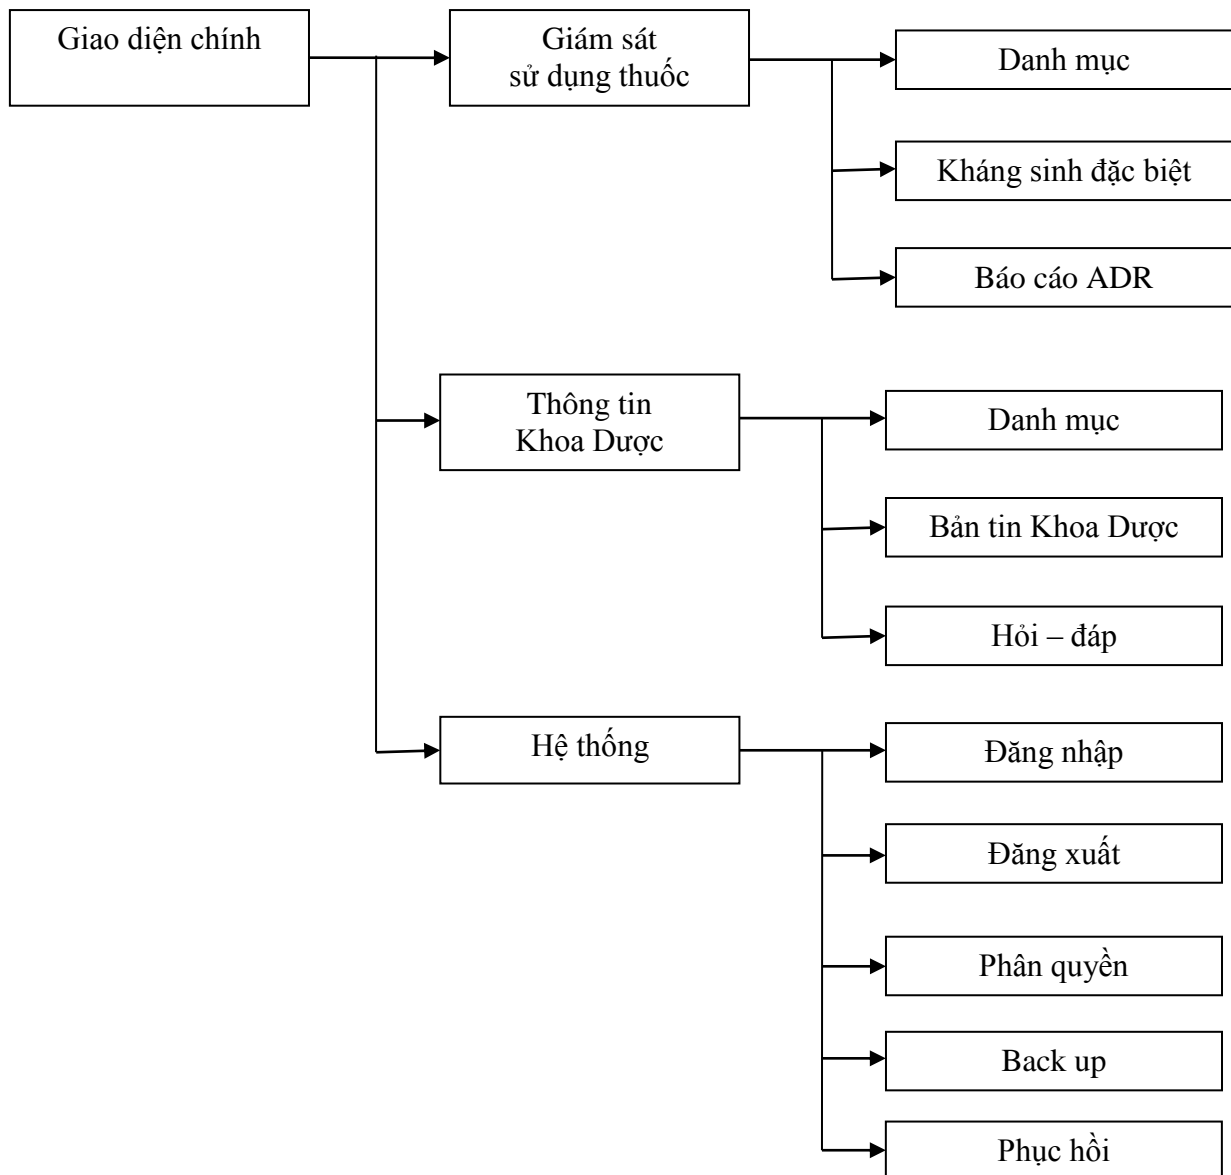 Giao diện chính
Giám sát
sử dụng thuốc
Danh mục
Kháng sinh đặc biệt
Báo cáo ADR
Thông tin
Khoa Dược
Danh mục
Bản tin Khoa Dược
Hỏi – đáp
Hệ thống
Đăng nhập
Đăng xuất
Phân quyền
Back up
Phục hồi